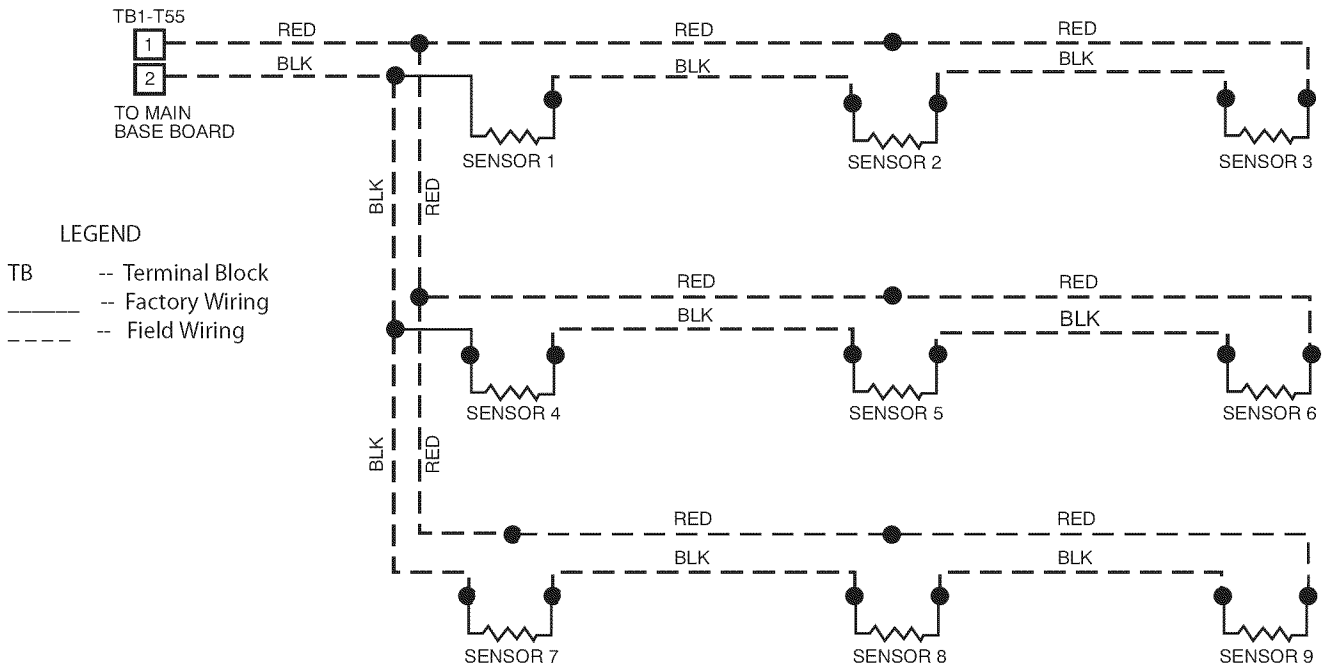 TB1-T55
1 RED RED RED
2 BLK BLK BLK
TO MAIN
BASE BOARD
SENSOR 1 SENSOR 2 SENSOR 3
BLK RED
LEGEND
TB -- Terminal Block
______ -- Factory Wiring
_ _ _ _ -- Field Wiring
RED RED
BLK BLK
SENSOR 4 SENSOR 5 SENSOR 6
BLK RED
RED RED
BLK BLK
SENSOR 7 SENSOR 8 SENSOR 9